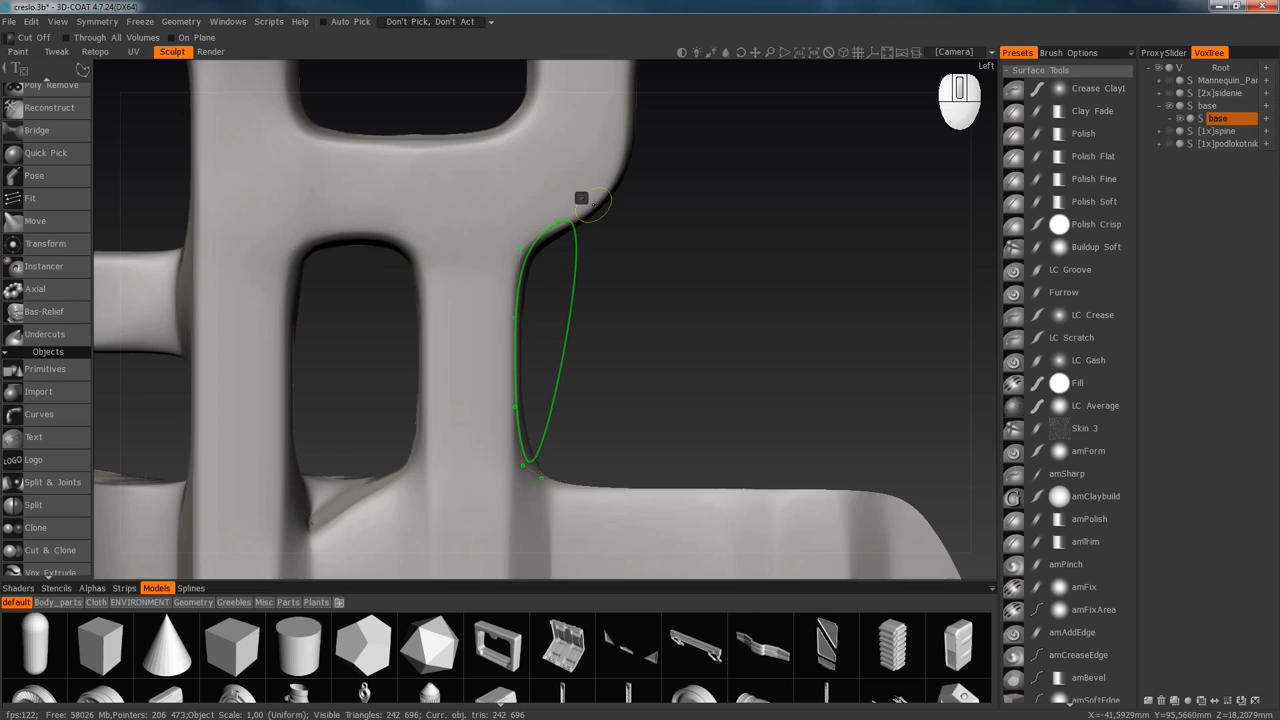 creslo.3b* - 3D-COAT 4.7.24(DX64)
File Edit View Symmetry Freeze Geometry Windows Scripts Help Auto Pick Don't Pick, Don't Act
Cut Off Through All Volumes On Plane
Paint Tweak Retopo UV Sculpt Render [Camera] Presets Brush Options ProxySlider VoxTree
Left
Surface Tools
Root
Mannequin_Par
[2x]sidenie
base
base
[1x]spine
[1x]podlokotnik
Poly Remove
Reconstruct
Bridge
Quick Pick
Pose
Fit
Move
Transform
Instancer
Axial
Bas-Relief
Undercuts
Objects
Primitives
Import
Curves
Text
LOGO Logo
Split & Joints
Split
Clone
Cut & Clone
Vox Extrude
Crease Clay1
Clay Fade
Polish
Polish Flat
Polish Fine
Polish Soft
Polish Crisp
Buildup Soft
LC Groove
Furrow
LC Crease
LC Scratch
LC Gash
Fill
LC Average
Skin 3
amForm
amSharp
amClaybuild
amPolish
amTrim
amPinch
amFix
amFixArea
amAddEdge
amCreaseEdge
amBevel
amSoftEdge
Shaders Stencils Alphas Strips Models Splines
default Body_parts Cloth ENVIRONMENT Geometry Greebles Misc Parts Plants
fps:122; Free: 58026 Mb,Pointers: 206 473;Object Scale: 1,00 (Uniform); Visible Triangles: 242 696; Curr. obj. tris: 242 696
X=-41,5929mm Y=95,5660mm Z=18,2079mm